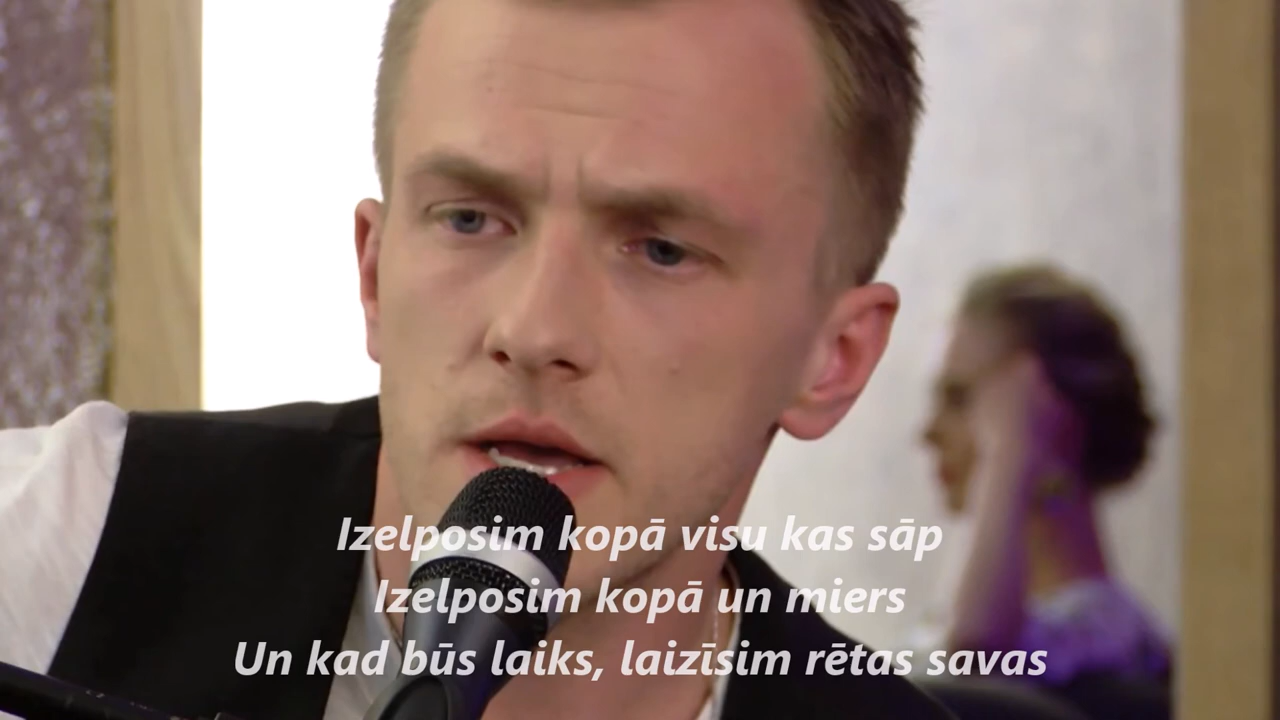 Izelposim kopā visu kas sāp
Izelposim kopā un miers
Un kad būs laiks, laizīsim rētas savas